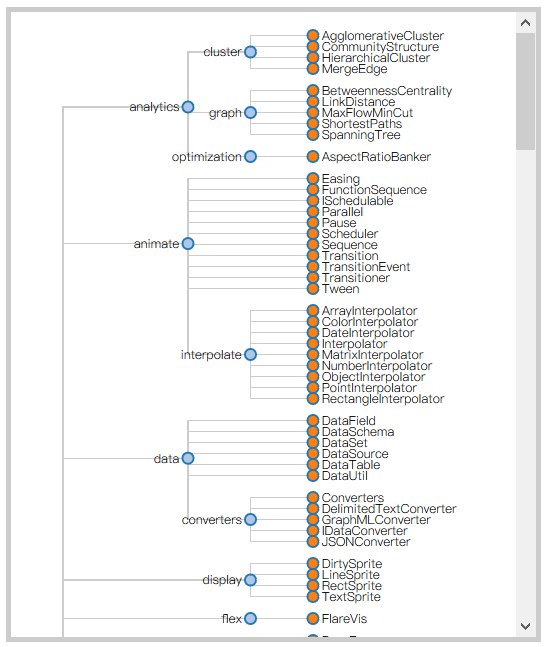 AgglomerativeCluster
CommunityStructure
cluster
HierarchicalCluster
MergeEdge
BetweennessCentrality
LinkDistance
analytics
graph
MaxFlowMinCut
ShortestPaths
SpanningTree
optimization
AspectRatioBanker
Easing
FunctionSequence
ISchedulable
Parallel
Pause
Scheduler
animate
Sequence
Transition
TransitionEvent
Transitioner
Tween
ArrayInterpolator
ColorInterpolator
DateInterpolator
Interpolator
interpolate
MatrixInterpolator
NumberInterpolator
ObjectInterpolator
PointInterpolator
RectangleInterpolator
DataField
DataSchema
DataSet
data
DataSource
DataTable
DataUtil
Converters
DelimitedTextConverter
converters
GraphMLConverter
IDataConverter
JSONConverter
DirtySprite
LineSprite
display
RectSprite
TextSprite
flex
FlareVis